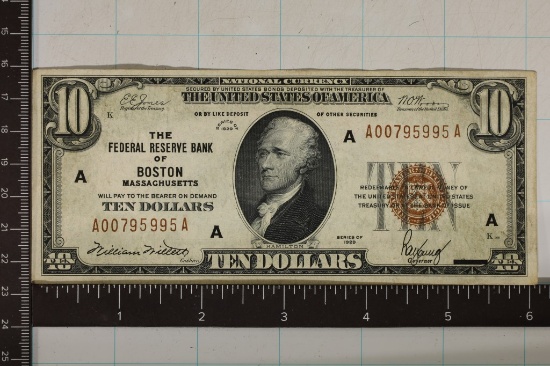 NATIONAL CURRENCY
SECURED BY UNITED STATES BONDS DEPOSITED WITH THE TREASURER OF
THE UNITED STATES OF AMERICA
OR BY LIKE DEPOSIT OF OTHER SECURITIES
10
10
K
THE
FEDERAL RESERVE BANK
OF
BOSTON
MASSACHUSETTS
WILL PAY TO THE BEARER ON DEMAND
TEN DOLLARS
A
A00795995A
A
A
A00795995A
TEN
REDEEMABLE IN LAWFUL MONEY OF
THE UNITED STATES AT UNITED STATES
TREASURY OR AT THE BANK OF ISSUE
A
K
HAMILTON
SERIES OF
1929
10
TEN DOLLARS
10
15
16
17
18
19
20
21
22
23
24
25
1
2
3
4
5
6